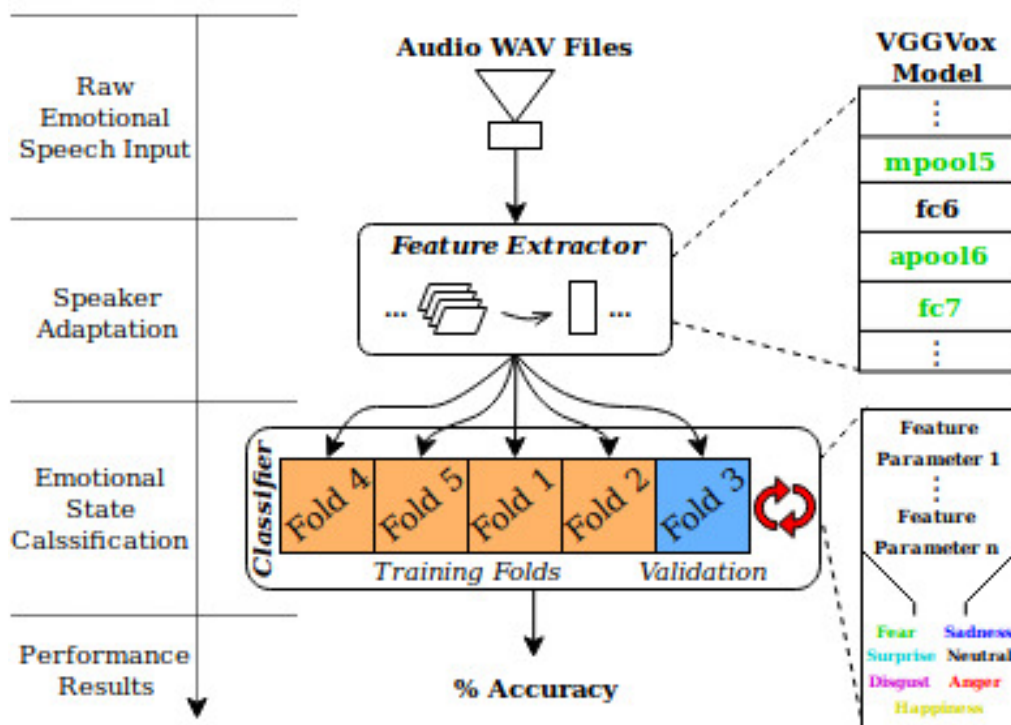 Audio WAV Files
VGGVox
Model
Raw
Emotional
Speech Input
⋮
mpool5
fc6
apool6
fc7
⋮
Feature Extractor
... ...
Speaker
Adaptation
Emotional
State
Calssification
Classifier
Fold 4 Fold 5 Fold 1 Fold 2 Fold 3
Training Folds Validation
Feature
Parameter 1
⋮
Feature
Parameter n
Fear Sadness
Surprise Neutral
Disgust Anger
Happiness
Performance
Results
% Accuracy